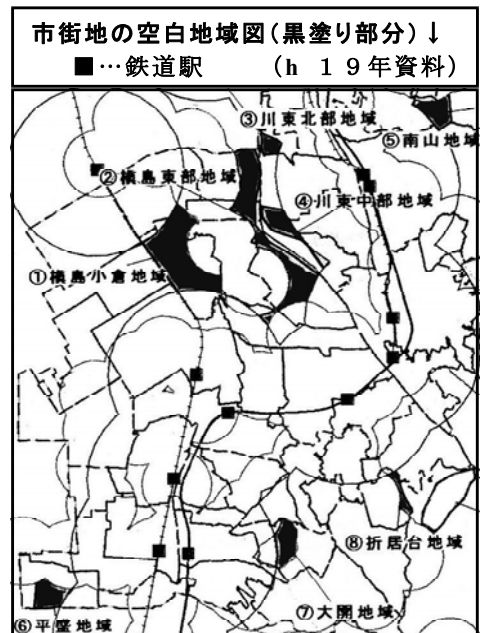 市街地の空白地域図(黒塗り部分)↓
■…鉄道駅 (h 19年資料)
③川東北部地域
⑤南山地域
②槇島東部地域
④川東中部地域
①槇島小倉地域
⑧折居台地域
⑥平盛地域
⑦大開地域